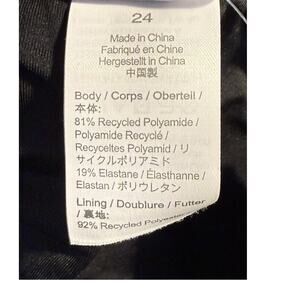 24
Made in China
Fabriqué en Chine
Hergestellt in China
中国製
Body / Corps / Oberteil /
本体:
81% Recycled Polyamide /
Polyamide Recyclé /
Recyceltes Polyamid / リ
サイクルポリアミド
19% Elastane / Élasthanne /
Elastan / ポリウレタン
Lining / Doublure / Futter
/ 裏地:
92% Recycled Polyester